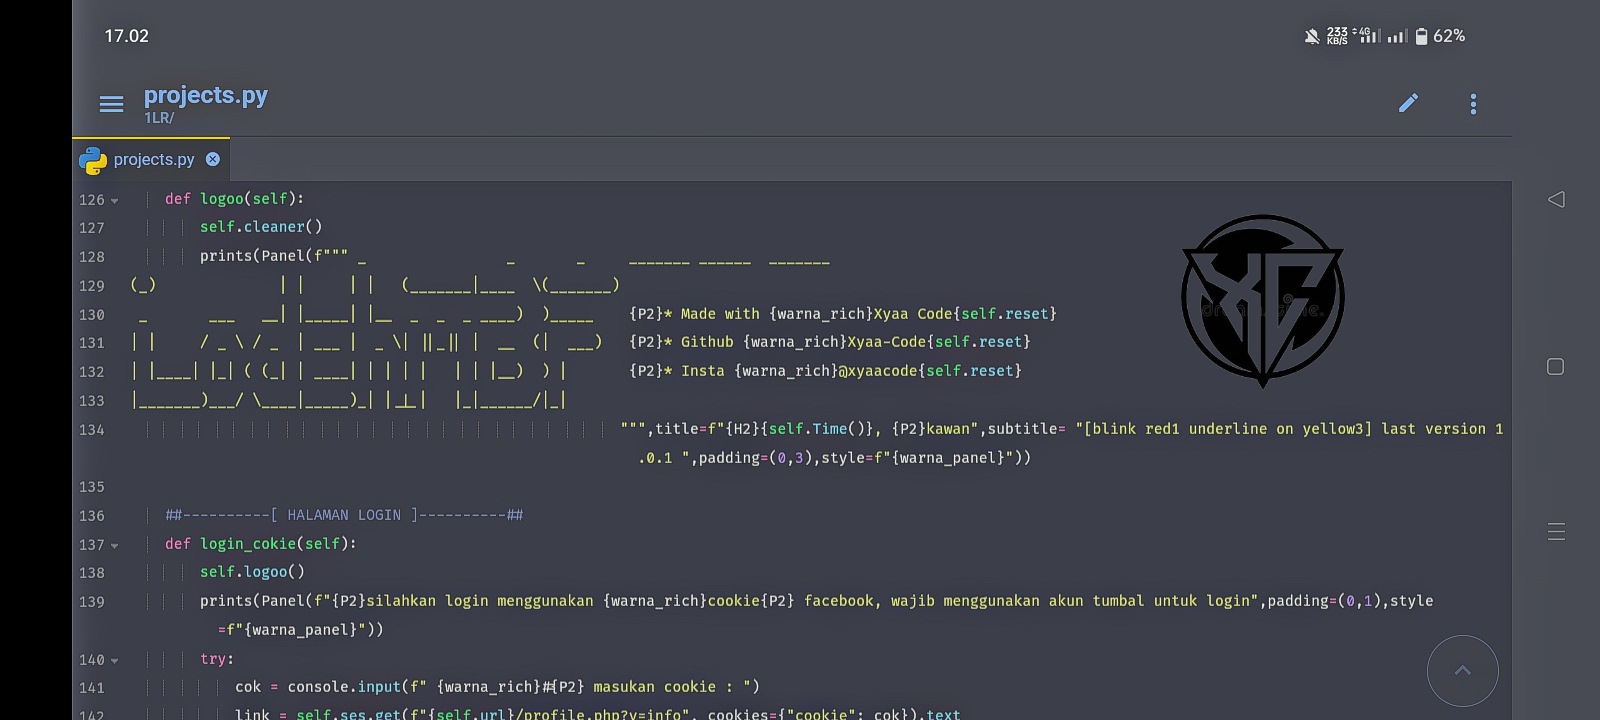 17.02
233 KB/S 4G 62%
projects.py
1LR/
projects.py
126 def logoo(self):
127 self.cleaner()
128 prints(Panel(f""" _                _       _     _______ ______  _______
129 (_)              | |     | |   (_______|____  \(_______)
130  _       ___   __| |_____| |__  _  _  _ ____)  )_____    {P2}* Made with {warna_rich}Xyaa Code{self.reset}
131 | |     / _ \ / _  | ___ |  _ \| ||_|| |  __  (|  ___)   {P2}* Github {warna_rich}Xyaa-Code{self.reset}
132 | |____| |_| ( (_| | ____| | | |   | | |__)  ) |       {P2}* Insta {warna_rich}@xyaacode{self.reset}
133 |_______)___/ \____|_____)_| |_|_|   |_|______/|_|
134 """,title=f"{H2}{self.Time()}, {P2}kawan",subtitle= "[blink red1 underline on yellow3] last version 1
.0.1 ",padding=(0,3),style=f"{warna_panel}"))
135
136 ##----------[ HALAMAN LOGIN ]----------##
137 def login_cokie(self):
138 self.logoo()
139 prints(Panel(f"{P2}silahkan login menggunakan {warna_rich}cookie{P2} facebook, wajib menggunakan akun tumbal untuk login",padding=(0,1),style
=f"{warna_panel}"))
140 try:
141 cok = console.input(f" {warna_rich}#{P2} masukan cookie : ")
142 link = self.ses.get(f"{self.url}/profile.php?v=info", cookies={"cookie": cok}).text